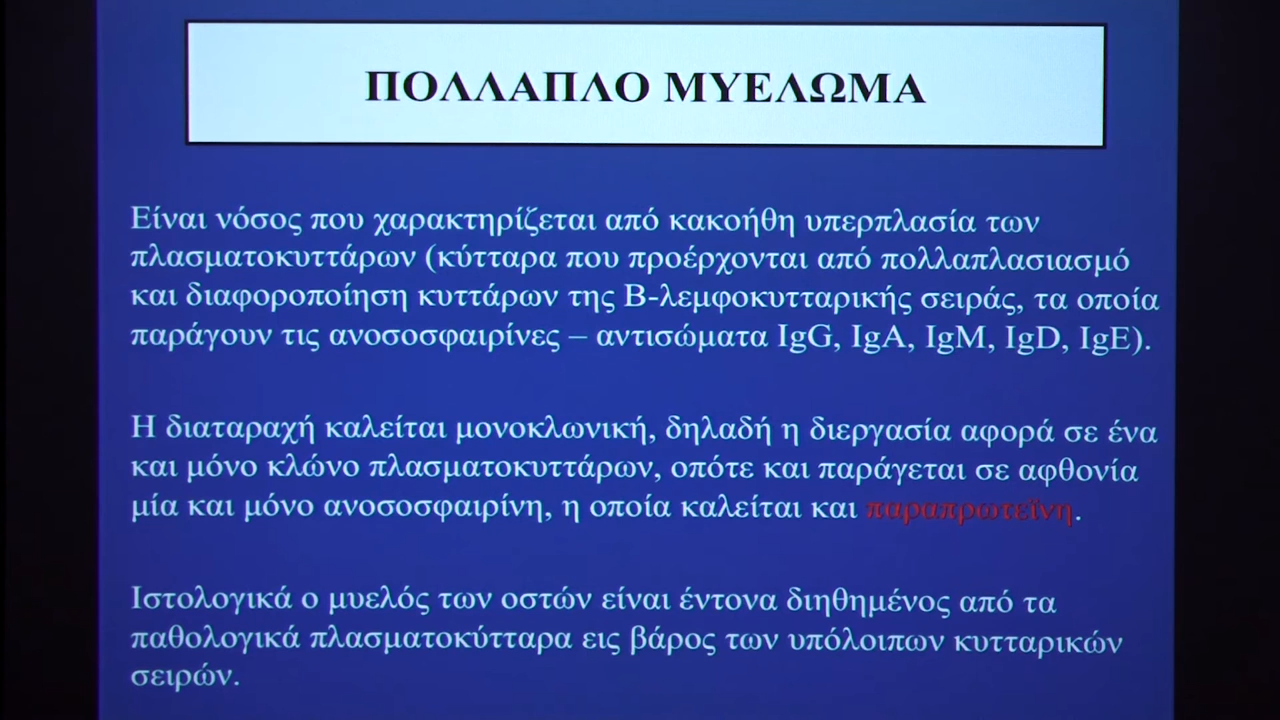 ΠΟΛΛΑΠΛΟ ΜΥΕΛΩΜΑ
Είναι νόσος που χαρακτηρίζεται από κακοήθη υπερπλασία των
πλασματοκυττάρων (κύτταρα που προέρχονται από πολλαπλασιασμό
και διαφοροποίηση κυττάρων της Β-λεμφοκυτταρικής σειράς, τα οποία
παράγουν τις ανοσοσφαιρίνες – αντισώματα IgG, IgA, IgM, IgD, IgE).
Η διαταραχή καλείται μονοκλωνική, δηλαδή η διεργασία αφορά σε ένα
και μόνο κλώνο πλασματοκυττάρων, οπότε και παράγεται σε αφθονία
μία και μόνο ανοσοσφαιρίνη, η οποία καλείται και παραπρωτεΐνη.
Ιστολογικά ο μυελός των οστών είναι έντονα διηθημένος από τα
παθολογικά πλασματοκύτταρα εις βάρος των υπόλοιπων κυτταρικών
σειρών.